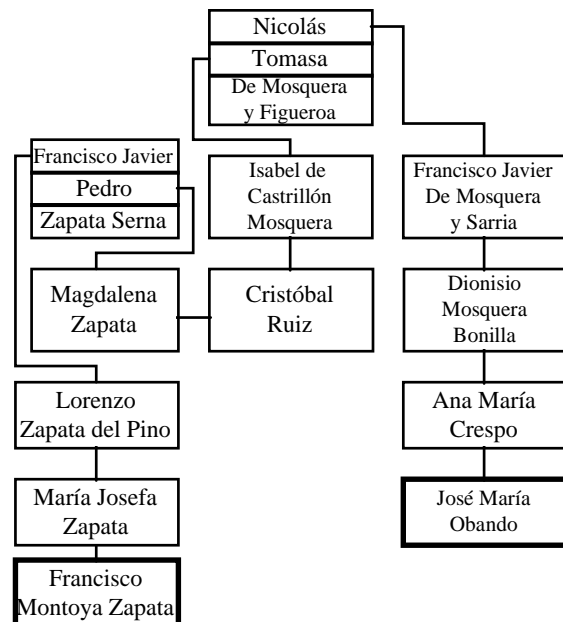 Nicolás
Tomasa
De Mosquera
y Figueroa
Francisco Javier
Pedro
Zapata Serna
Isabel de
Castrillón
Mosquera
Francisco Javier
De Mosquera
y Sarria
Magdalena
Zapata
Cristóbal
Ruiz
Dionisio
Mosquera
Bonilla
Lorenzo
Zapata del Pino
Ana María
Crespo
María Josefa
Zapata
José María
Obando
Francisco
Montoya Zapata